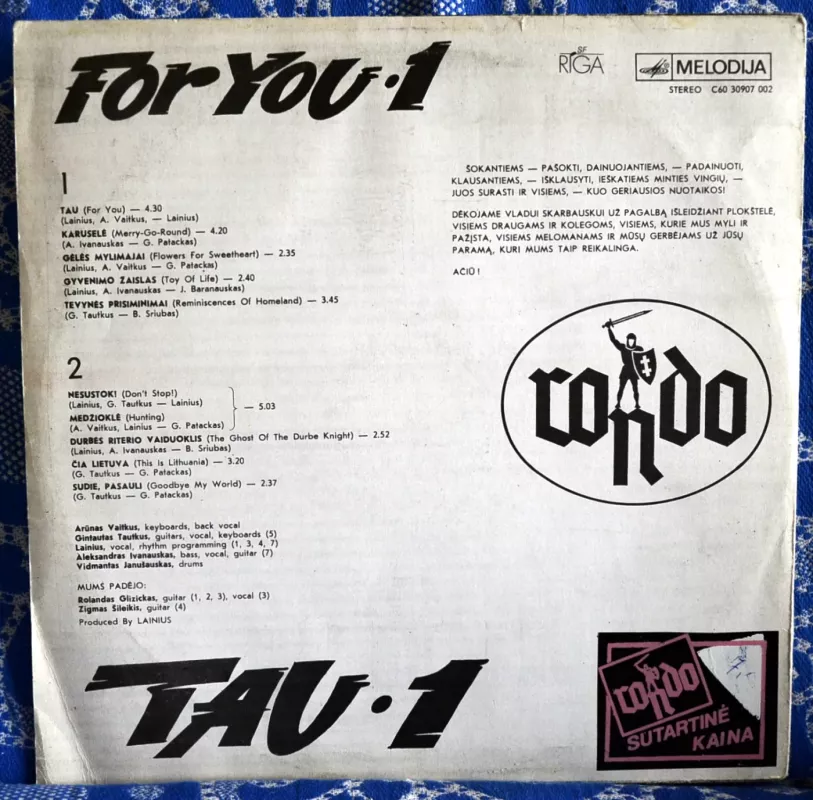 For You·1
SF
RĪGA
MELODIJA
STEREO C60 30907 002
1
TAU (For You) — 4.30
(Lainius, A. Vaitkus, — Lainius)
KARUSELĖ (Merry-Go-Round) — 4.20
(A. Ivanauskas — G. Patackas)
GĖLĖS MYLIMAJAI (Flowers For Sweetheart) — 2.35
(Lainius, A. Vaitkus — G. Patackas)
GYVENIMO ŽAISLAS (Toy Of Life) — 2.40
(Lainius, A. Ivanauskas — J. Baranauskas)
TĖVYNĖS PRISIMINIMAI (Reminiscences Of Homeland) — 3.45
(G. Tautkus — B. Sriubas)
2
NESUSTOK! (Don't Stop!)
(Lainius, G. Tautkus — Lainius)
— 5.03
MEDŽIOKLĖ (Hunting)
(A. Vaitkus, Lainius — G. Patackas)
DURBĖS RITERIO VAIDUOKLIS (The Ghost Of The Durbe Knight) — 2.52
(Lainius, A. Ivanauskas — B. Sriubas)
ČIA LIETUVA (This Is Lithuania) — 3.20
(G. Tautkus — G. Patackas)
SUDIE, PASAULI (Goodbye My World) — 2.37
(G. Tautkus — G. Patackas)
Arūnas Vaitkus, keyboards, back vocal
Gintautas Tautkus, guitars, vocal, keyboards (5)
Lainius, vocal, rhythm programming (1, 3, 4, 7)
Aleksandras Ivanauskas, bass, vocal, guitar (7)
Vidmantas Janušauskas, drums
MUMS PADĖJO:
Rolandas Glizickas, guitar (1, 2, 3), vocal (3)
Zigmas Šileikis, guitar (4)
Produced By LAINIUS
ŠOKANTIEMS — PAŠOKTI, DAINUOJANTIEMS, — PADAINUOTI,
KLAUSANTIEMS, — IŠKLAUSYTI, IEŠKATIEMS MINTIES VINGIŲ, —
JUOS SURASTI IR VISIEMS, — KUO GERIAUSIOS NUOTAIKOS!
DĖKOJAME VLADUI SKARBAUSKUI UŽ PAGALBĄ IŠLEIDŽIANT PLOKŠTELĘ,
VISIEMS DRAUGAMS IR KOLEGOMS, VISIEMS, KURIE MUS MYLI IR
PAŽĮSTA, VISIEMS MELOMANAMS IR MŪSŲ GERBĖJAMS UŽ JŪSŲ
PARAMĄ, KURI MUMS TAIP REIKALINGA.
AČIŪ!
rondo
TAU·1
rondo
SUTARTINĖ
KAINA